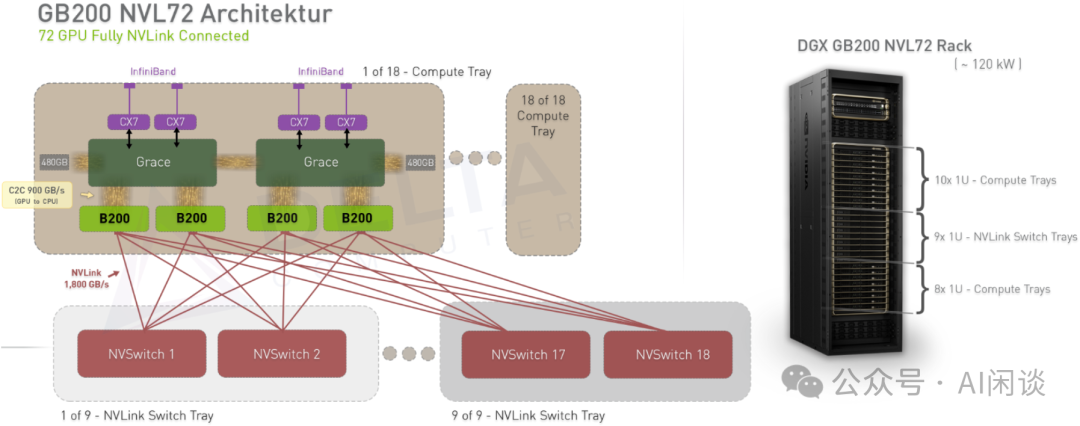 GB200 NVL72 Architektur
72 GPU Fully NVLink Connected
InfiniBand
InfiniBand
1 of 18 - Compute Tray
CX7
CX7
CX7
CX7
480GB
Grace
Grace
480GB
C2C 900 GB/s
(GPU to CPU)
B200
B200
B200
B200
18 of 18
Compute
Tray
NVLink
1,800 GB/s
NVSwitch 1
NVSwitch 2
NVSwitch 17
NVSwitch 18
1 of 9 - NVLink Switch Tray
9 of 9 - NVLink Switch Tray
DGX GB200 NVL72 Rack
( ~ 120 kW )
NVIDIA
10x 1U - Compute Trays
9x 1U - NVLink Switch Trays
8x 1U - Compute Trays
公众号 · AI闲谈